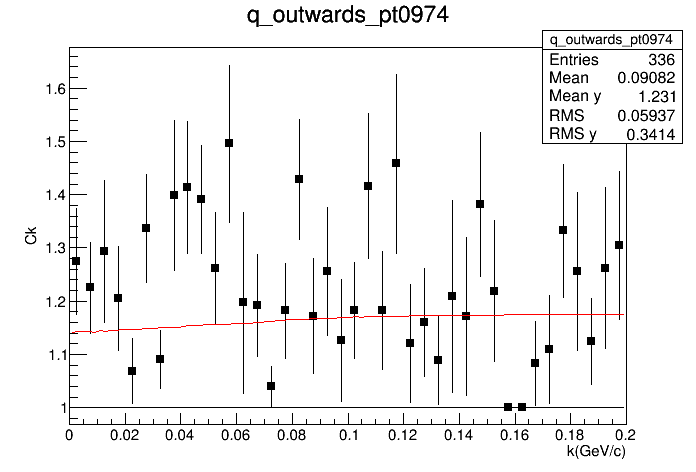 q_outwards_pt0974
q_outwards_pt0974
Entries 336
Mean 0.09082
Mean y 1.231
RMS 0.05937
RMS y 0.3414
Ck
1.6
1.5
1.4
1.3
1.2
1.1
1
0 0.02 0.04 0.06 0.08 0.1 0.12 0.14 0.16 0.18 0.2
k(GeV/c)